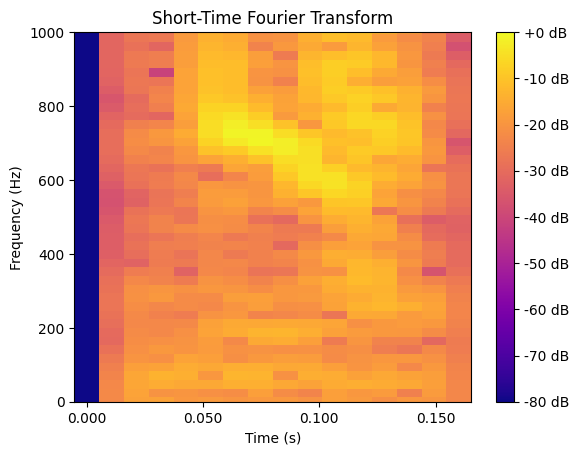 Short-Time Fourier Transform
1000
800
600
400
200
0
Frequency (Hz)
0.000
0.050
0.100
0.150
Time (s)
+0 dB
-10 dB
-20 dB
-30 dB
-40 dB
-50 dB
-60 dB
-70 dB
-80 dB